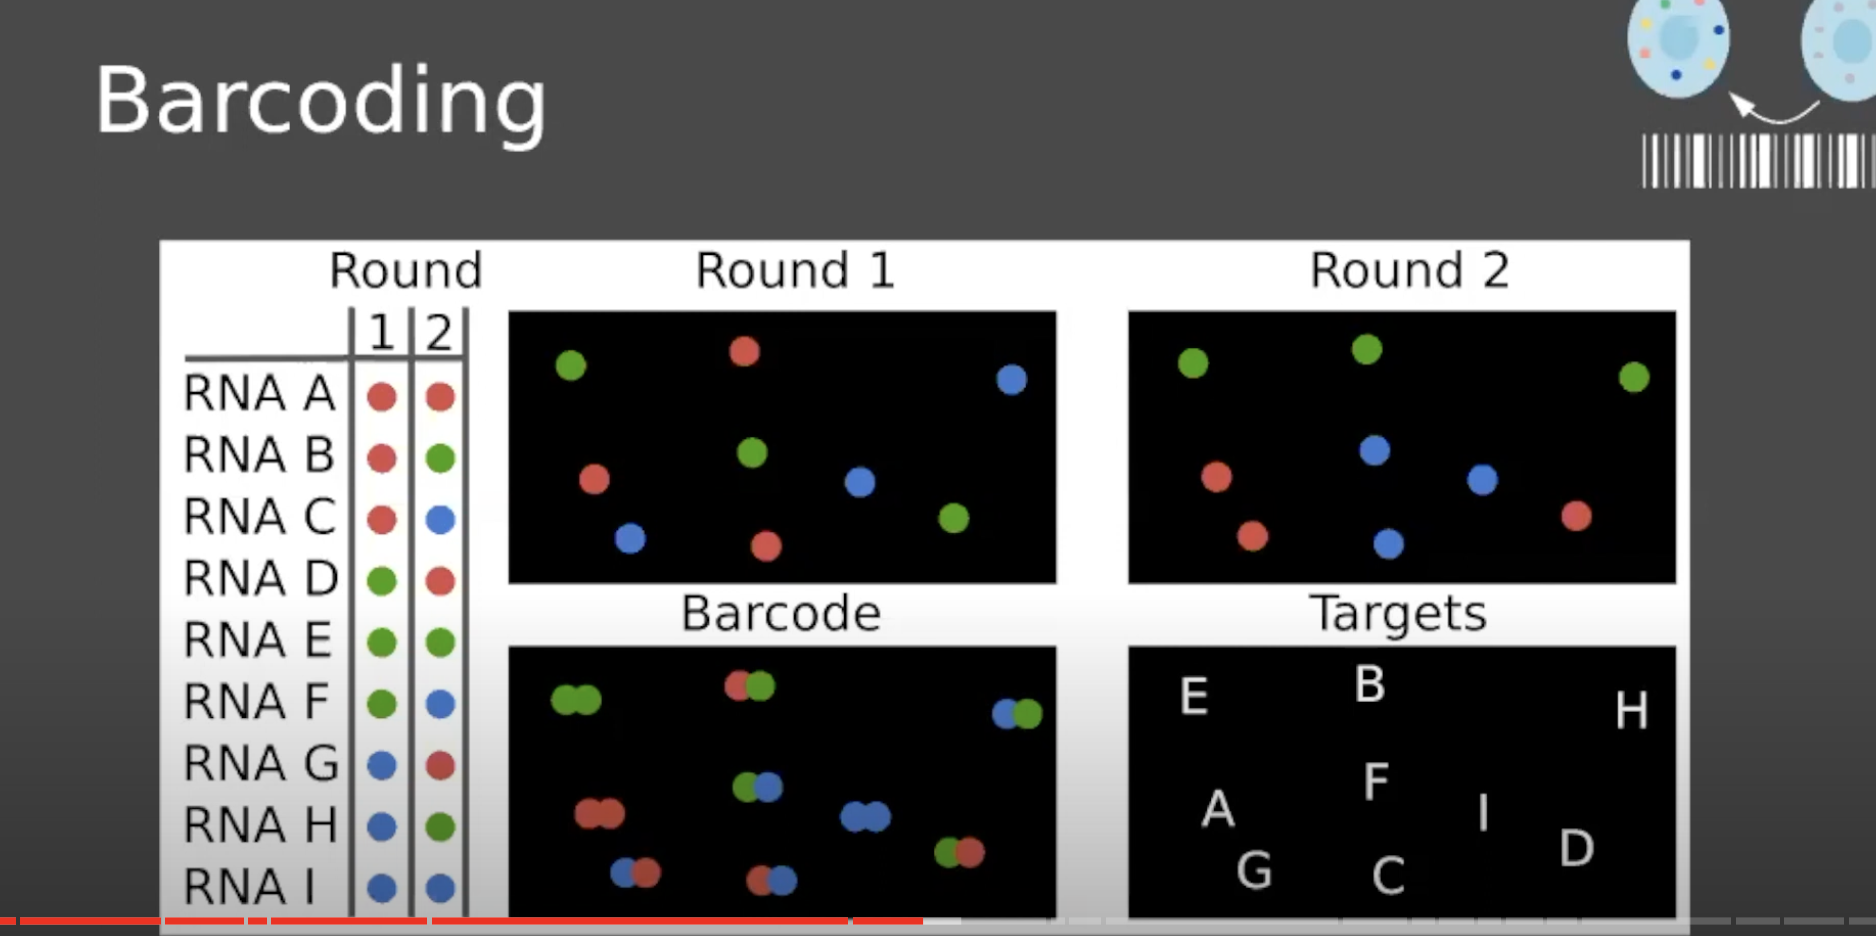 Barcoding
Round
1 2
RNA A
RNA B
RNA C
RNA D
RNA E
RNA F
RNA G
RNA H
RNA I
Round 1
Round 2
Barcode
Targets
E B H
F
A I
D
G C